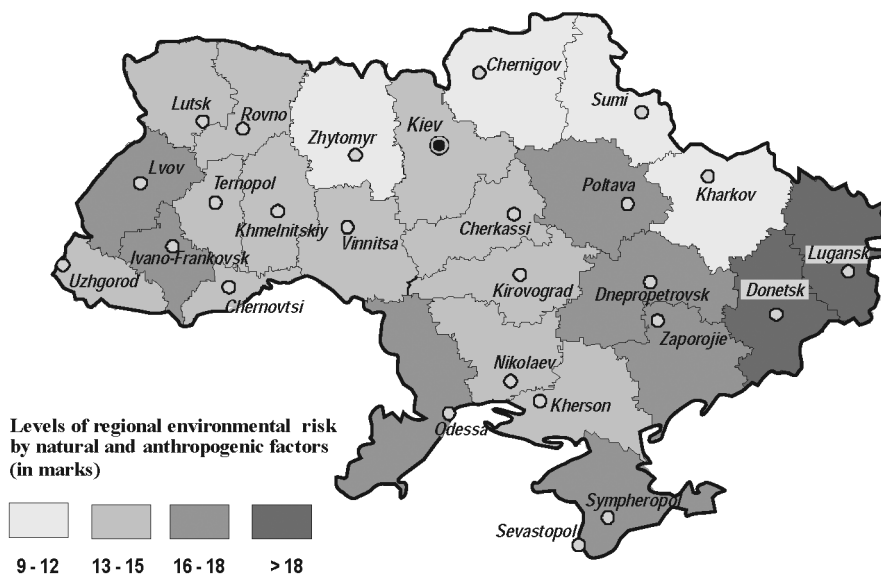 Chernigov
Sumi
Lutsk
Rovno
Zhytomyr
Kiev
Lvov
Ternopol
Poltava
Kharkov
Khmelnitskiy
Vinnitsa
Cherkassi
Ivano-Frankovsk
Lugansk
Uzhgorod
Chernovtsi
Kirovograd
Dnepropetrovsk
Donetsk
Zaporojie
Nikolaev
Kherson
Odessa
Sympheropol
Sevastopol
Levels of regional environmental risk
by natural and anthropogenic factors
(in marks)
9 - 12 13 - 15 16 - 18 > 18